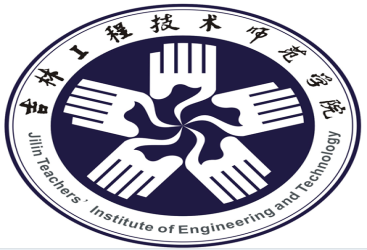 吉林工程技术师范学院
Jilin Teachers' Institute of Engineering and Technology